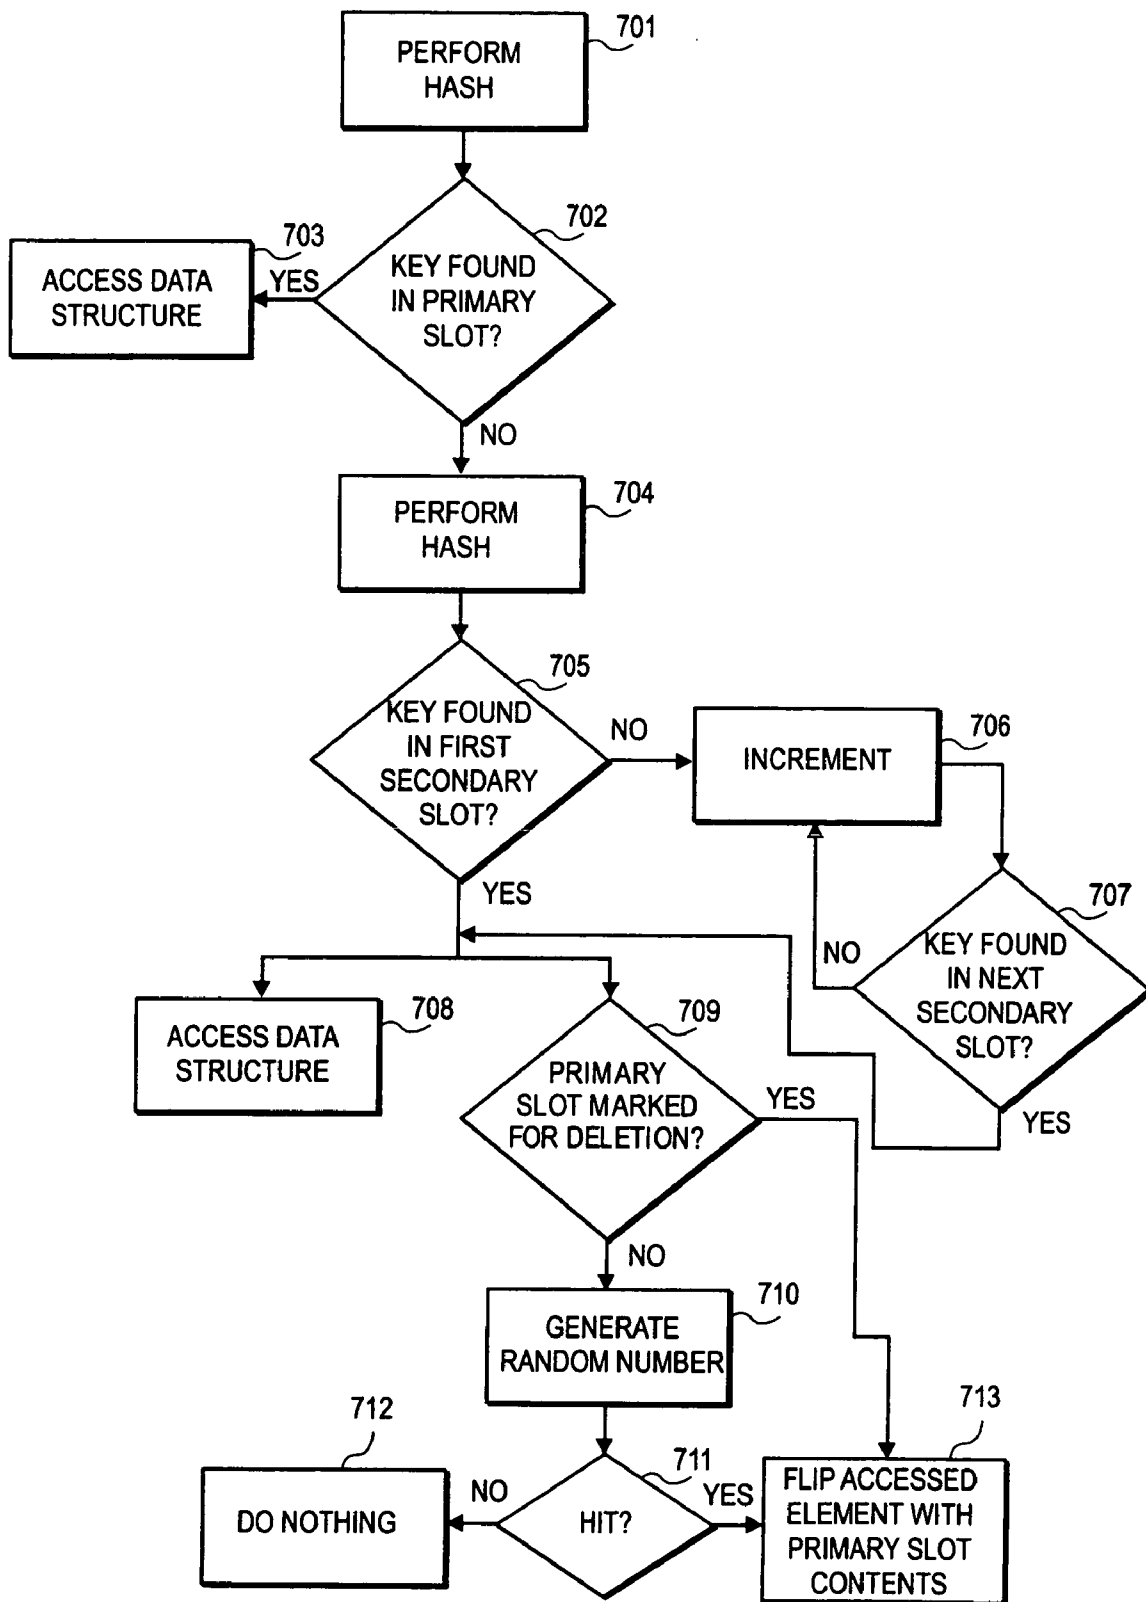 701
PERFORM
HASH
702
703
ACCESS DATA
STRUCTURE
YES
KEY FOUND
IN PRIMARY
SLOT?
NO
704
PERFORM
HASH
705
KEY FOUND
IN FIRST
SECONDARY
SLOT?
NO
706
INCREMENT
YES
707
KEY FOUND
IN NEXT
SECONDARY
SLOT?
NO
YES
708
ACCESS DATA
STRUCTURE
709
PRIMARY
SLOT MARKED
FOR DELETION?
YES
NO
710
GENERATE
RANDOM NUMBER
712
DO NOTHING
NO
711
HIT?
YES
713
FLIP ACCESSED
ELEMENT WITH
PRIMARY SLOT
CONTENTS